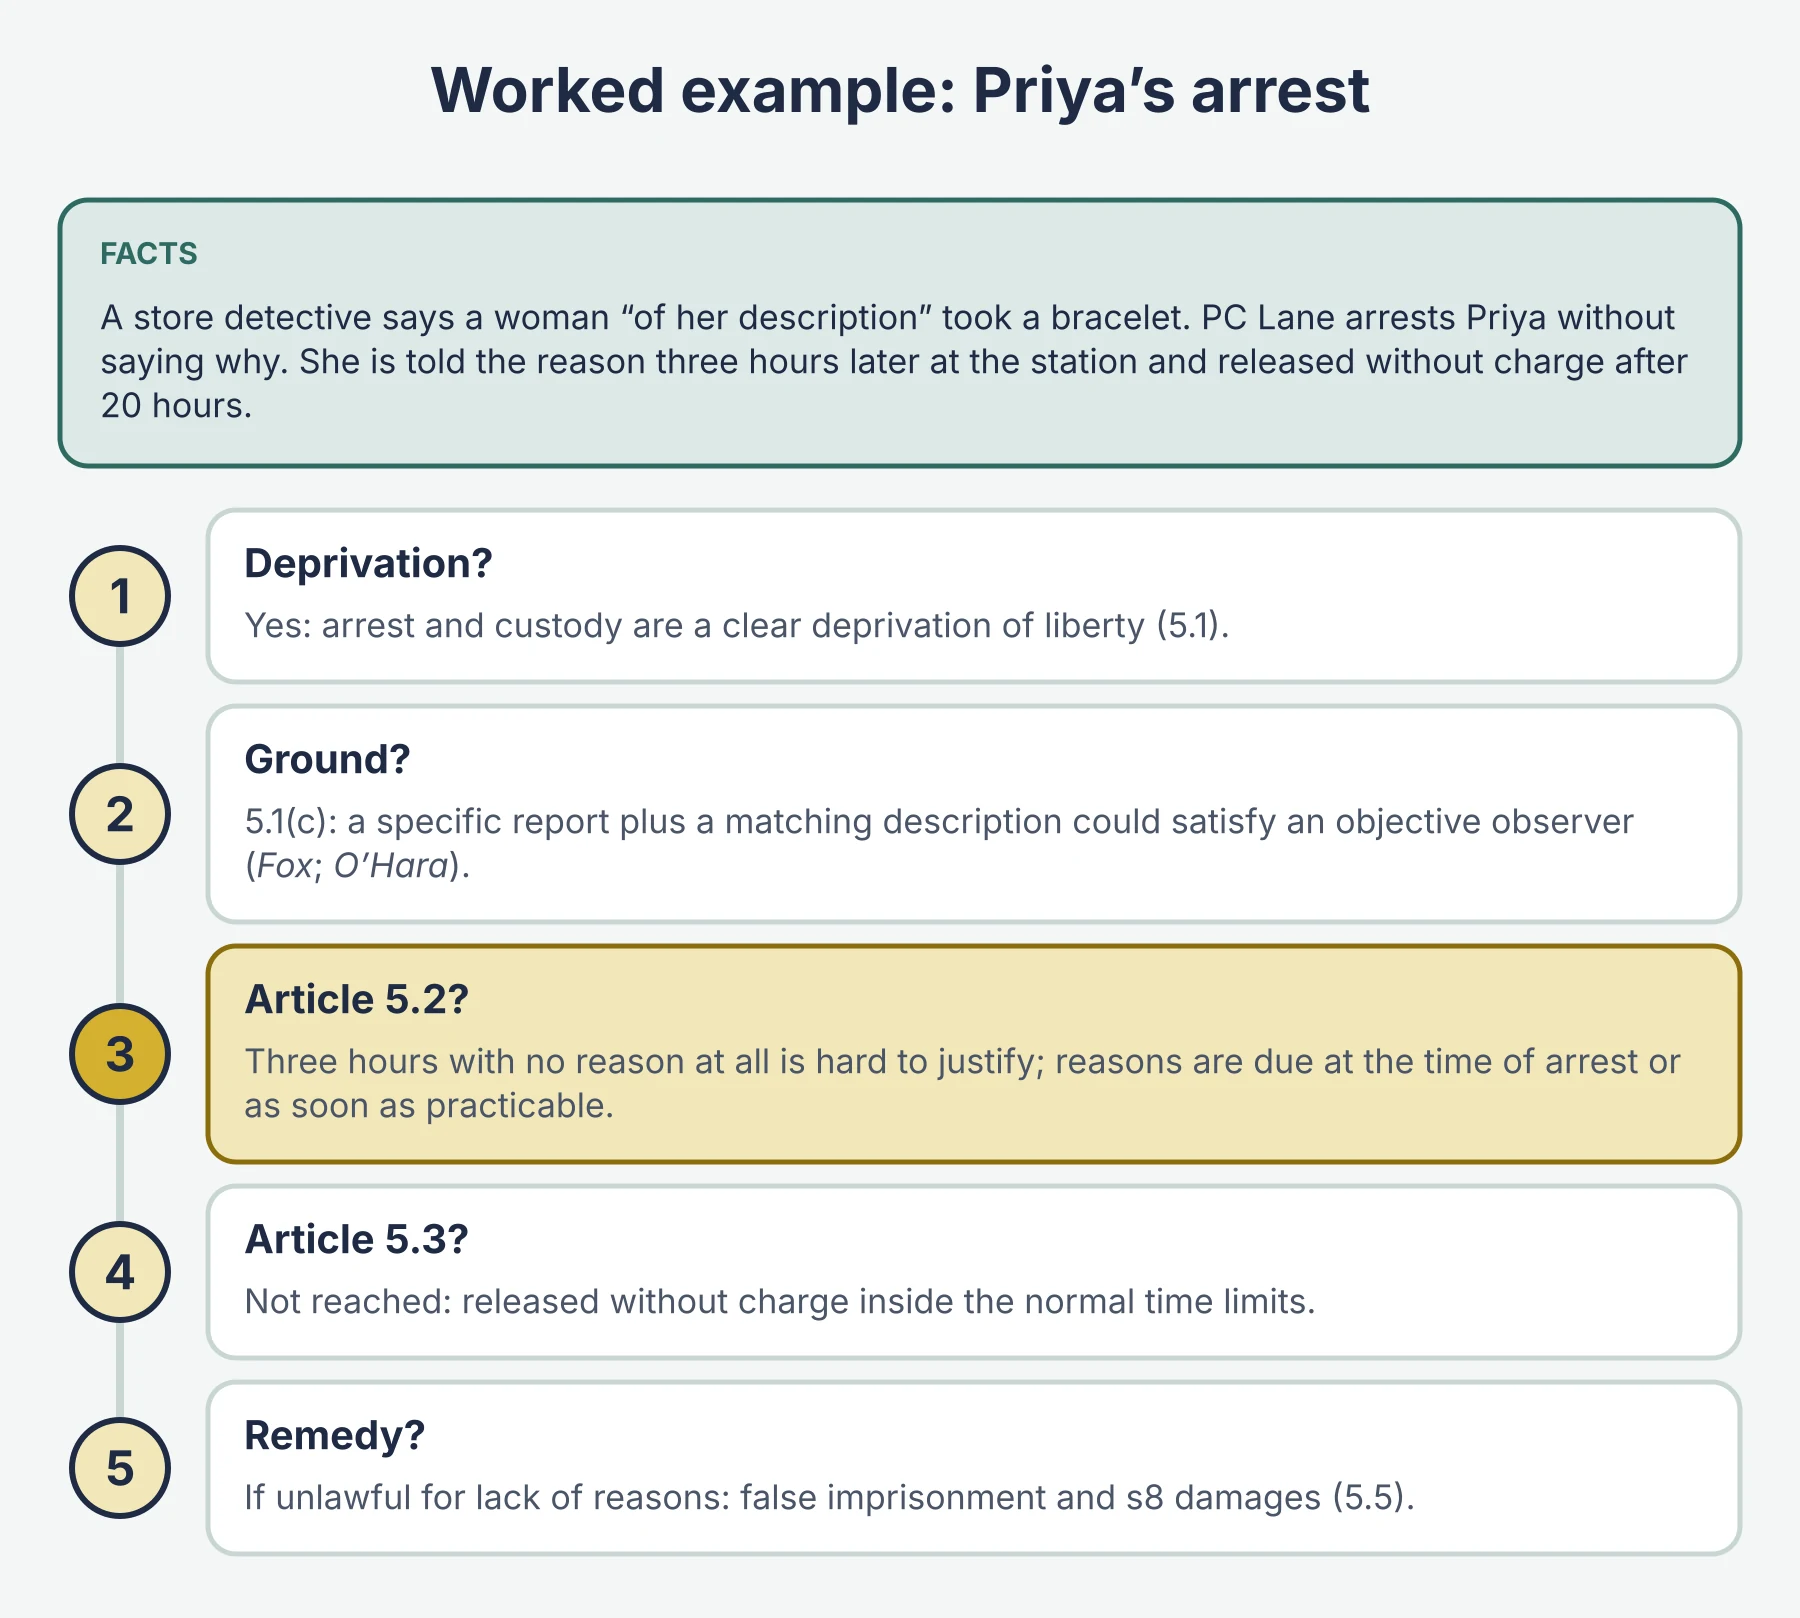 Worked example: Priya’s arrest
FACTS
A store detective says a woman “of her description” took a bracelet. PC Lane arrests Priya without
saying why. She is told the reason three hours later at the station and released without charge after
20 hours.
1
Deprivation?
Yes: arrest and custody are a clear deprivation of liberty (5.1).
2
Ground?
5.1(c): a specific report plus a matching description could satisfy an objective observer
(Fox; O’Hara).
3
Article 5.2?
Three hours with no reason at all is hard to justify; reasons are due at the time of arrest or
as soon as practicable.
4
Article 5.3?
Not reached: released without charge inside the normal time limits.
5
Remedy?
If unlawful for lack of reasons: false imprisonment and s8 damages (5.5).